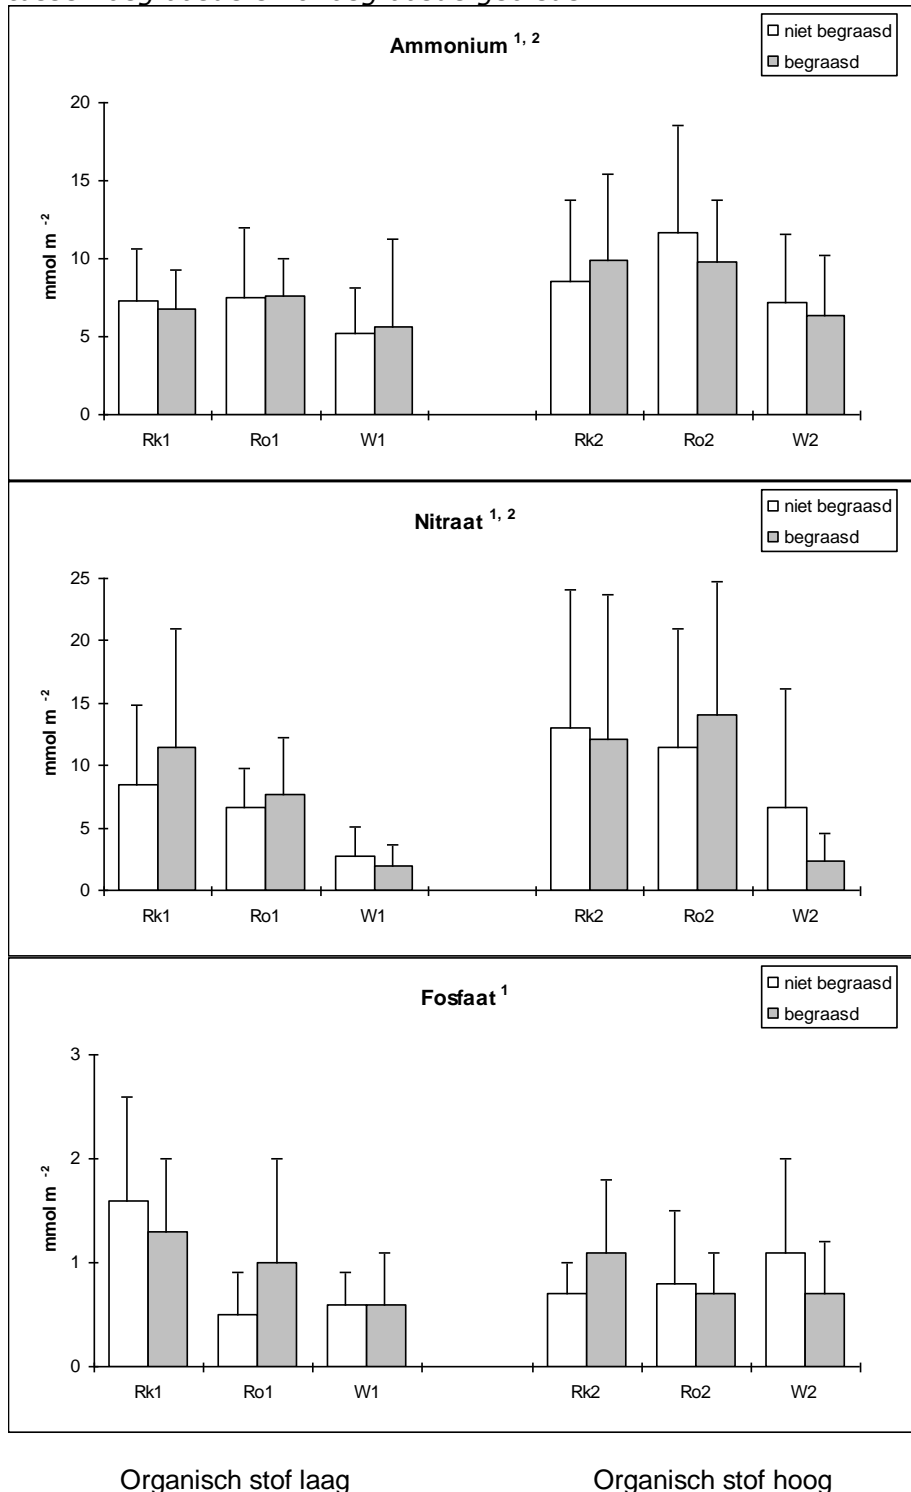 Ammonium 1, 2
niet begraasd
begraasd
20
15
10
5
0
mmol m -2
Rk1 Ro1 W1 Rk2 Ro2 W2
Nitraat 1, 2
niet begraasd
begraasd
25
20
15
10
5
0
mmol m -2
Rk1 Ro1 W1 Rk2 Ro2 W2
Fosfaat 1
niet begraasd
begraasd
3
2
1
0
mmol m -2
Rk1 Ro1 W1 Rk2 Ro2 W2
Organisch stof laag Organisch stof hoog